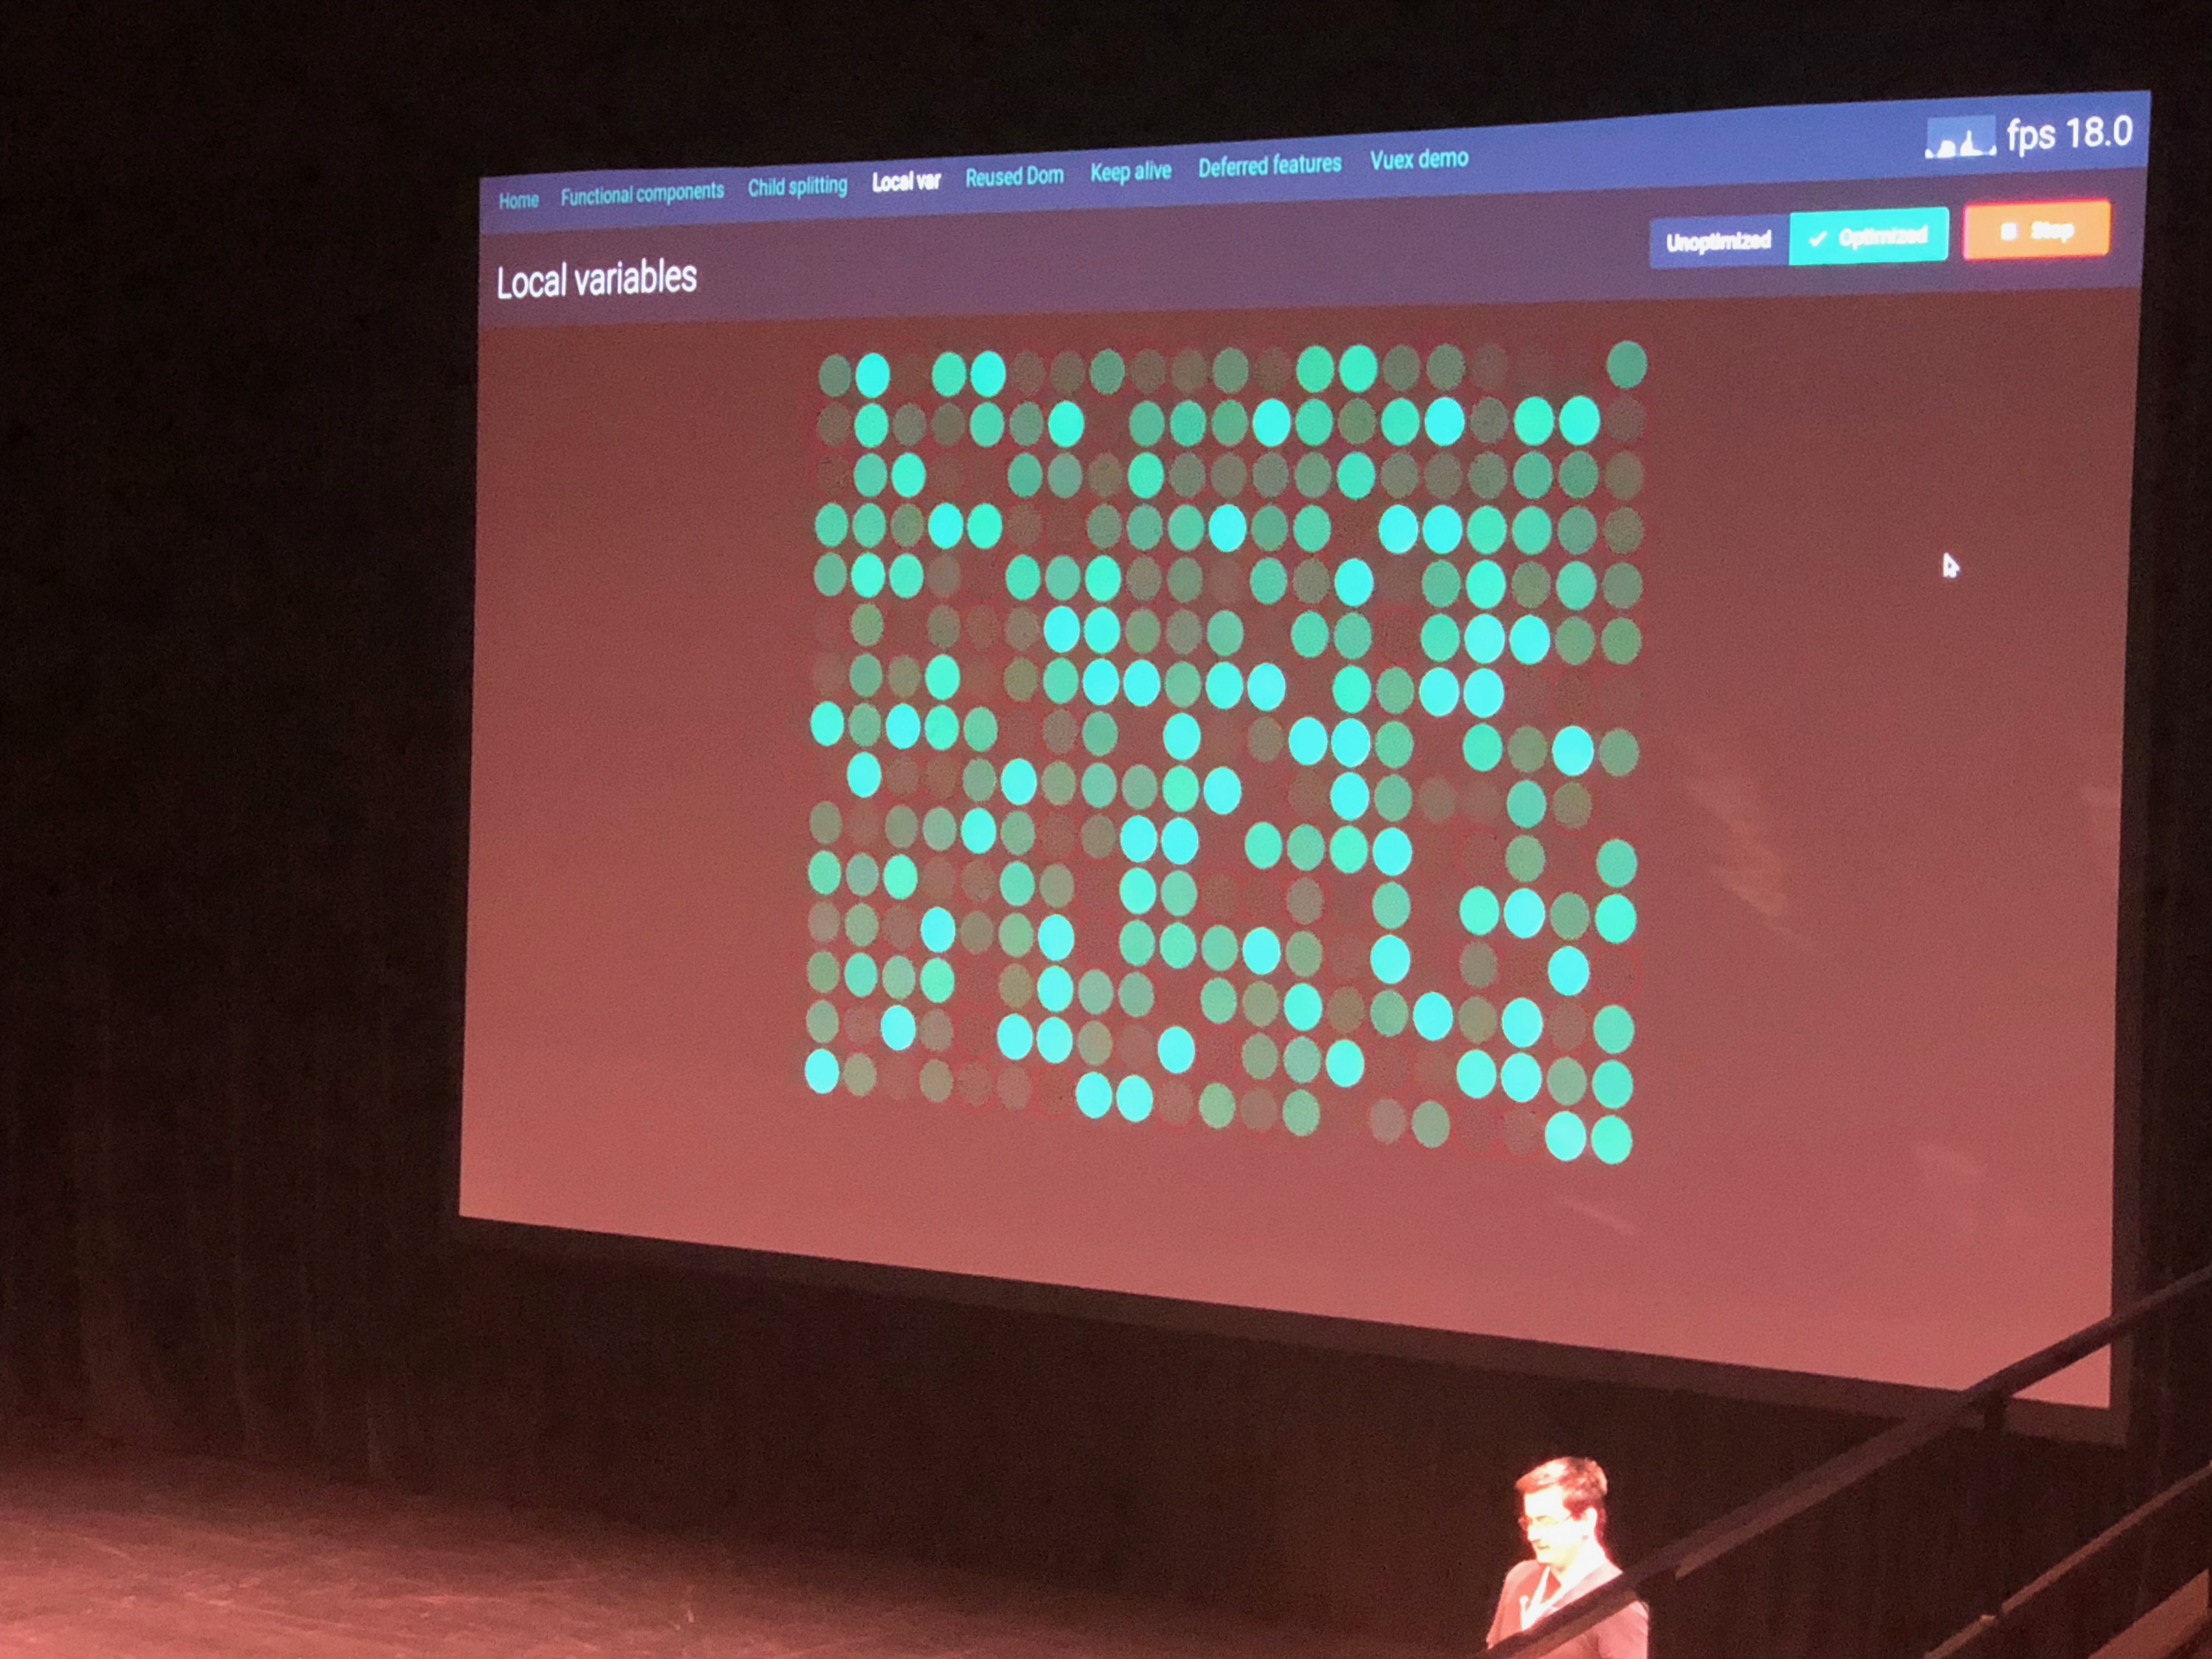 Home Functional components Child splitting Local var Reused Dom Keep alive Deferred features Vuex demo fps 18.0
Local variables Unoptimized Optimized Stop